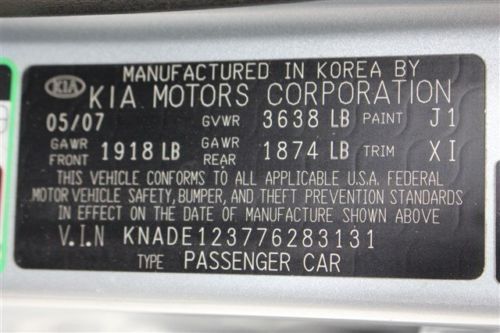 MANUFACTURED IN KOREA BY
KIA KIA MOTORS CORPORATION
05/07 GVWR 3638 LB PAINT J1
GAWR FRONT 1918 LB GAWR REAR 1874 LB TRIM XI
THIS VEHICLE CONFORMS TO ALL APPLICABLE U.S.A. FEDERAL
MOTOR VEHICLE SAFETY, BUMPER, AND THEFT PREVENTION STANDARDS
IN EFFECT ON THE DATE OF MANUFACTURE SHOWN ABOVE
V.I.N KNADE123776283131
TYPE PASSENGER CAR